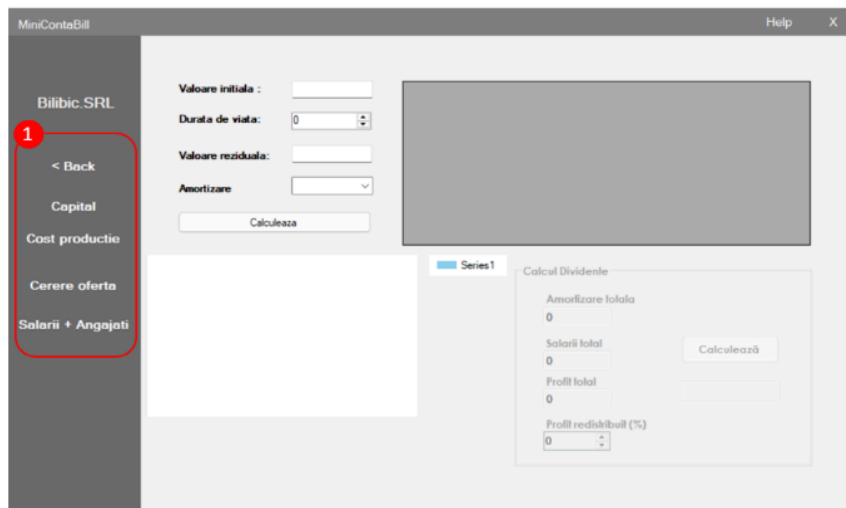 MiniContaBill
Help
X
Bilibic.SRL
1
< Back
Capital
Cost productie
Cerere oferta
Salarii + Angajati
Valoare initiala :
Durata de viata:
0
Valoare reziduala:
Amortizare
Calculeaza
Series1
Calcul Dividente
Amortizare totala
0
Salarii total
0
Calculează
Profit total
0
Profit redistribuit (%)
0